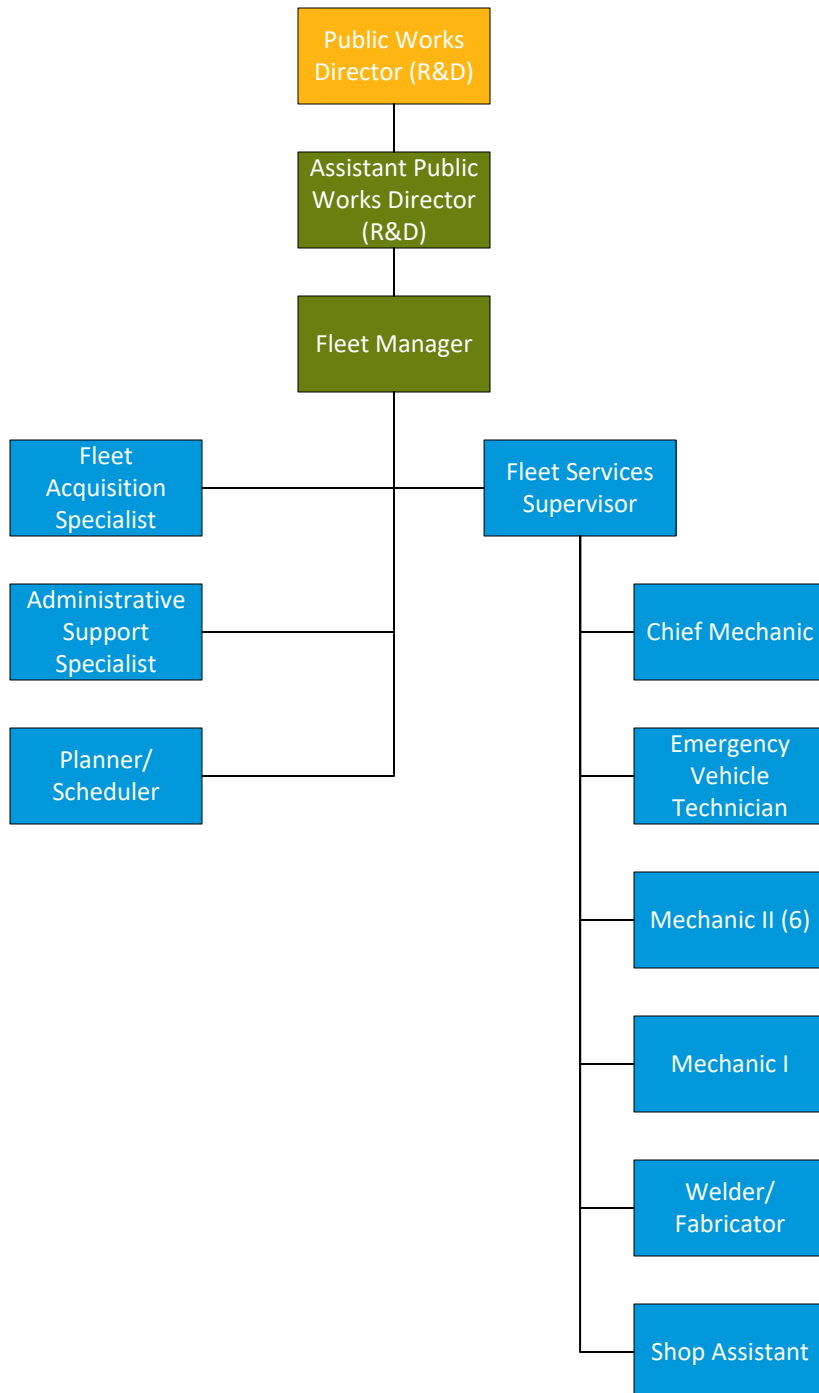 Public Works
Director (R&D)
Assistant Public
Works Director
(R&D)
Fleet Manager
Fleet
Acquisition
Specialist
Fleet Services
Supervisor
Administrative
Support
Specialist
Chief Mechanic
Planner/
Scheduler
Emergency
Vehicle
Technician
Mechanic II (6)
Mechanic I
Welder/
Fabricator
Shop Assistant